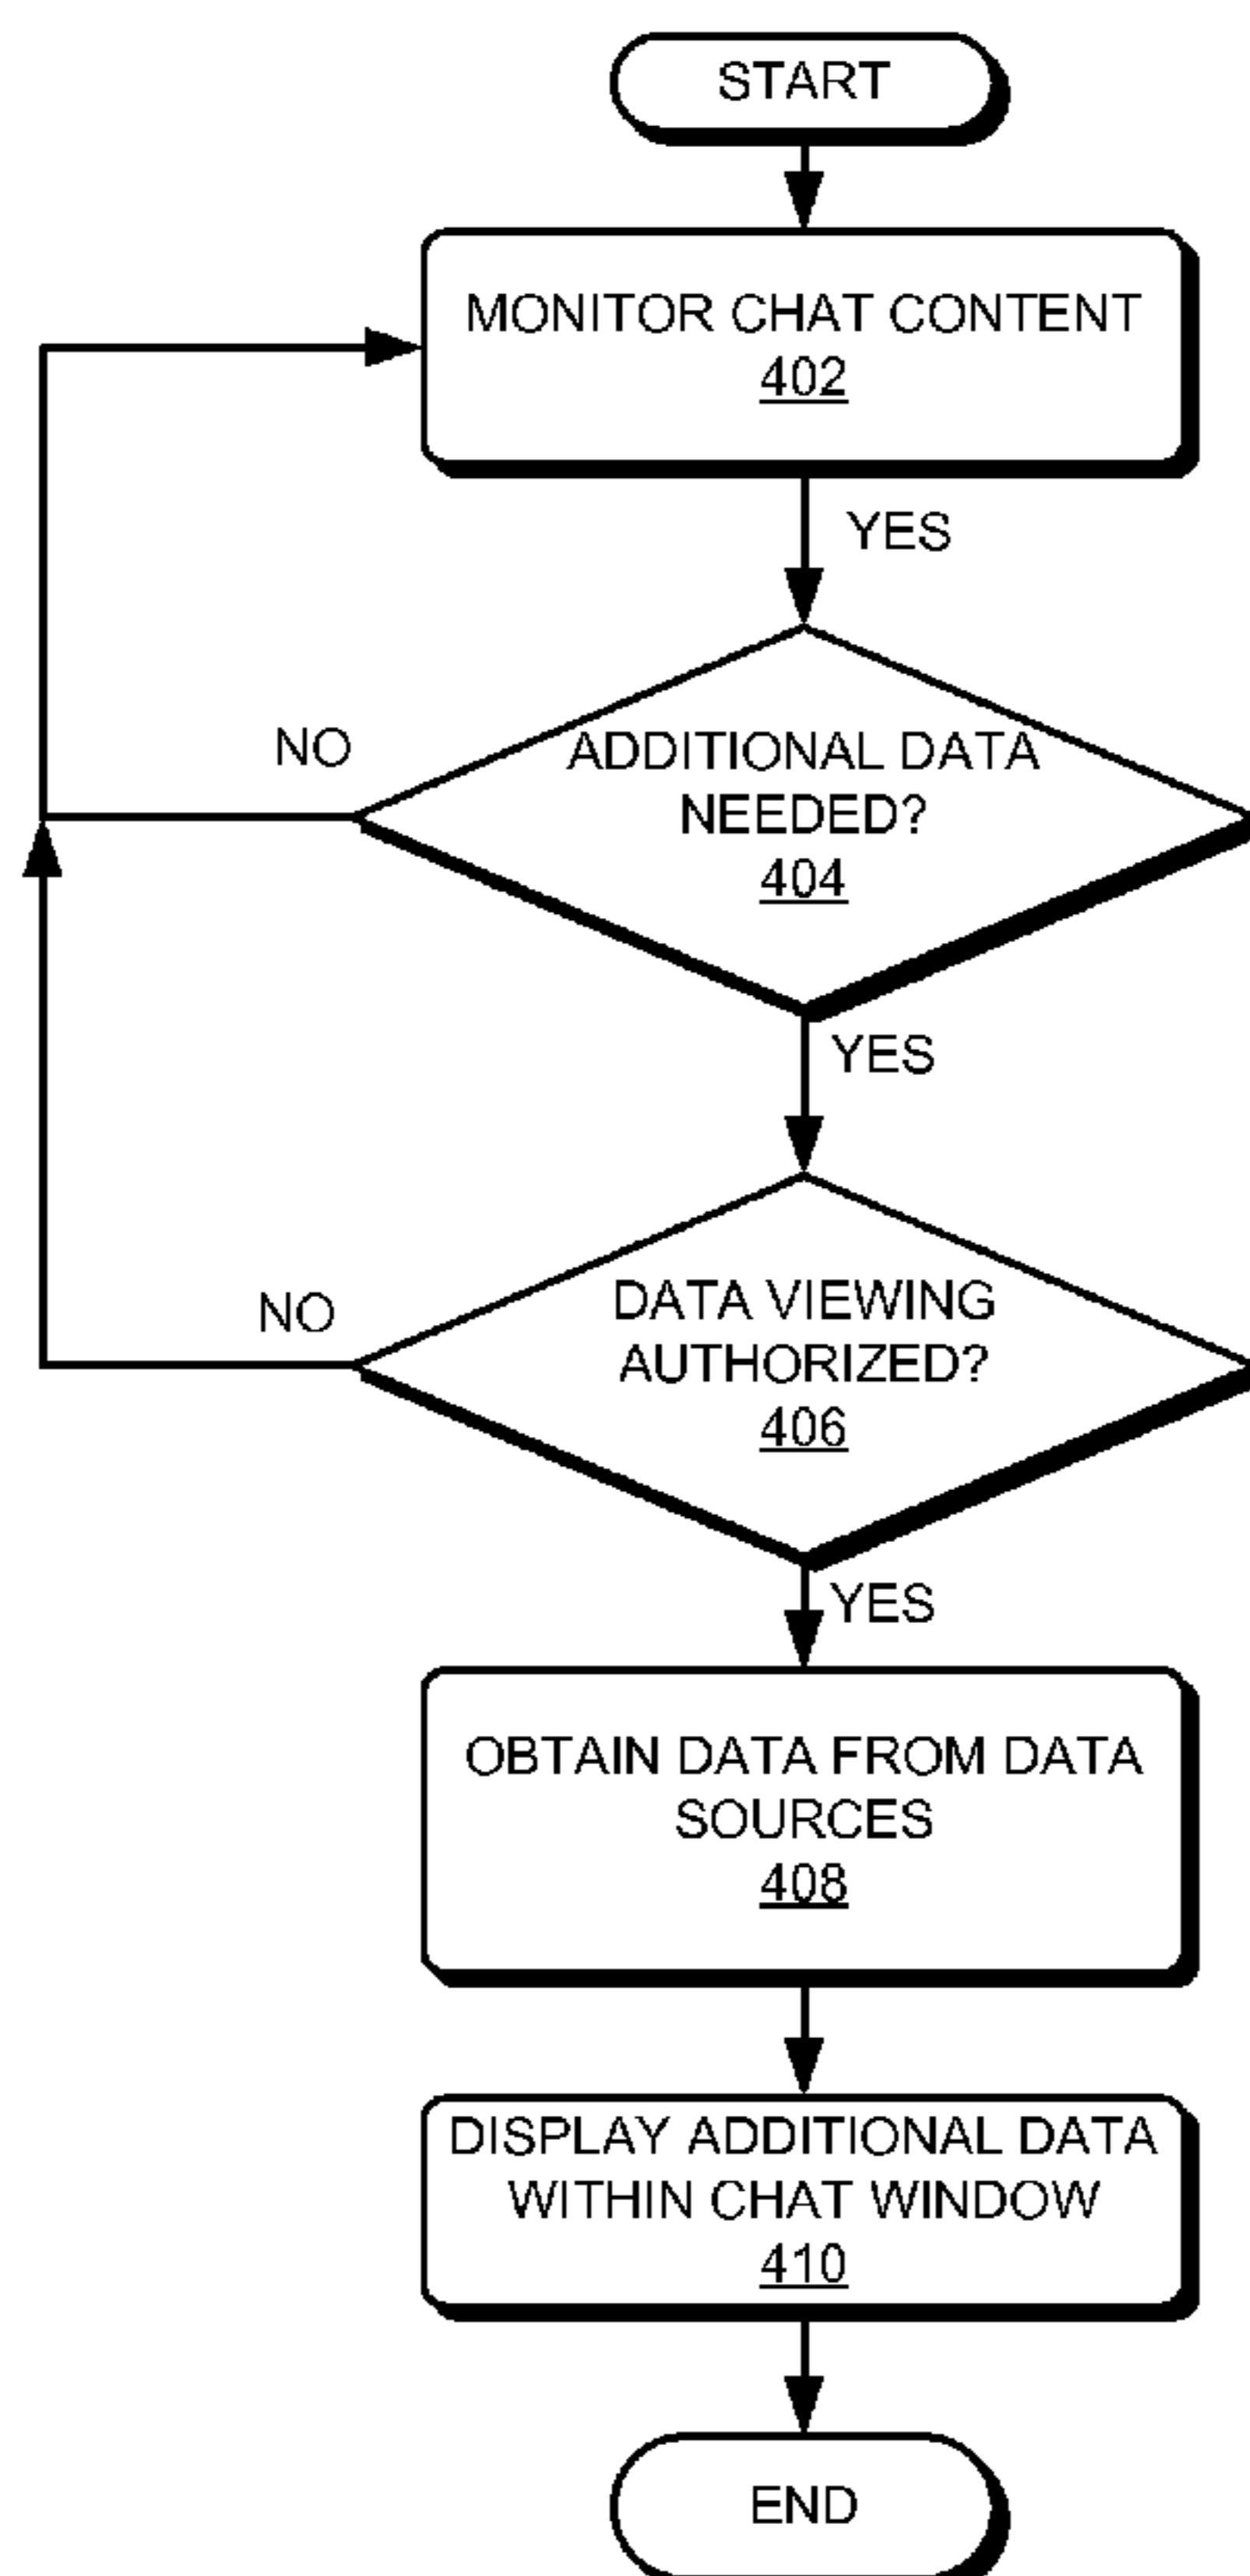 START
MONITOR CHAT CONTENT
402
YES
NO
ADDITIONAL DATA
NEEDED?
404
YES
NO
DATA VIEWING
AUTHORIZED?
406
YES
OBTAIN DATA FROM DATA
SOURCES
408
DISPLAY ADDITIONAL DATA
WITHIN CHAT WINDOW
410
END